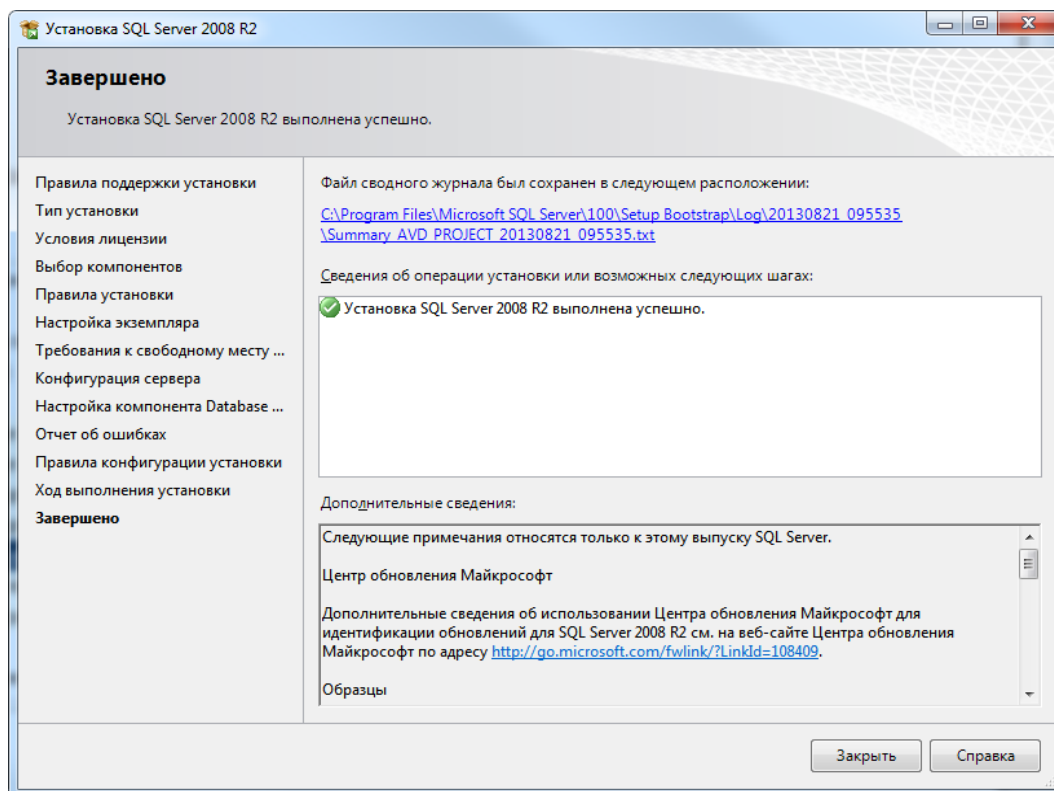 Установка SQL Server 2008 R2
Завершено
Установка SQL Server 2008 R2 выполнена успешно.
Правила поддержки установки
Тип установки
Условия лицензии
Выбор компонентов
Правила установки
Настройка экземпляра
Требования к свободному месту ...
Конфигурация сервера
Настройка компонента Database ...
Отчет об ошибках
Правила конфигурации установки
Ход выполнения установки
Завершено
Файл сводного журнала был сохранен в следующем расположении:
C:\Program Files\Microsoft SQL Server\100\Setup Bootstrap\Log\20130821_095535
\Summary_AVD_PROJECT_20130821_095535.txt
Сведения об операции установки или возможных следующих шагах:
Установка SQL Server 2008 R2 выполнена успешно.
Дополнительные сведения:
Следующие примечания относятся только к этому выпуску SQL Server.
Центр обновления Майкрософт
Дополнительные сведения об использовании Центра обновления Майкрософт для
идентификации обновлений для SQL Server 2008 R2 см. на веб-сайте Центра обновления
Майкрософт по адресу http://go.microsoft.com/fwlink/?LinkId=108409.
Образцы
Закрыть
Справка